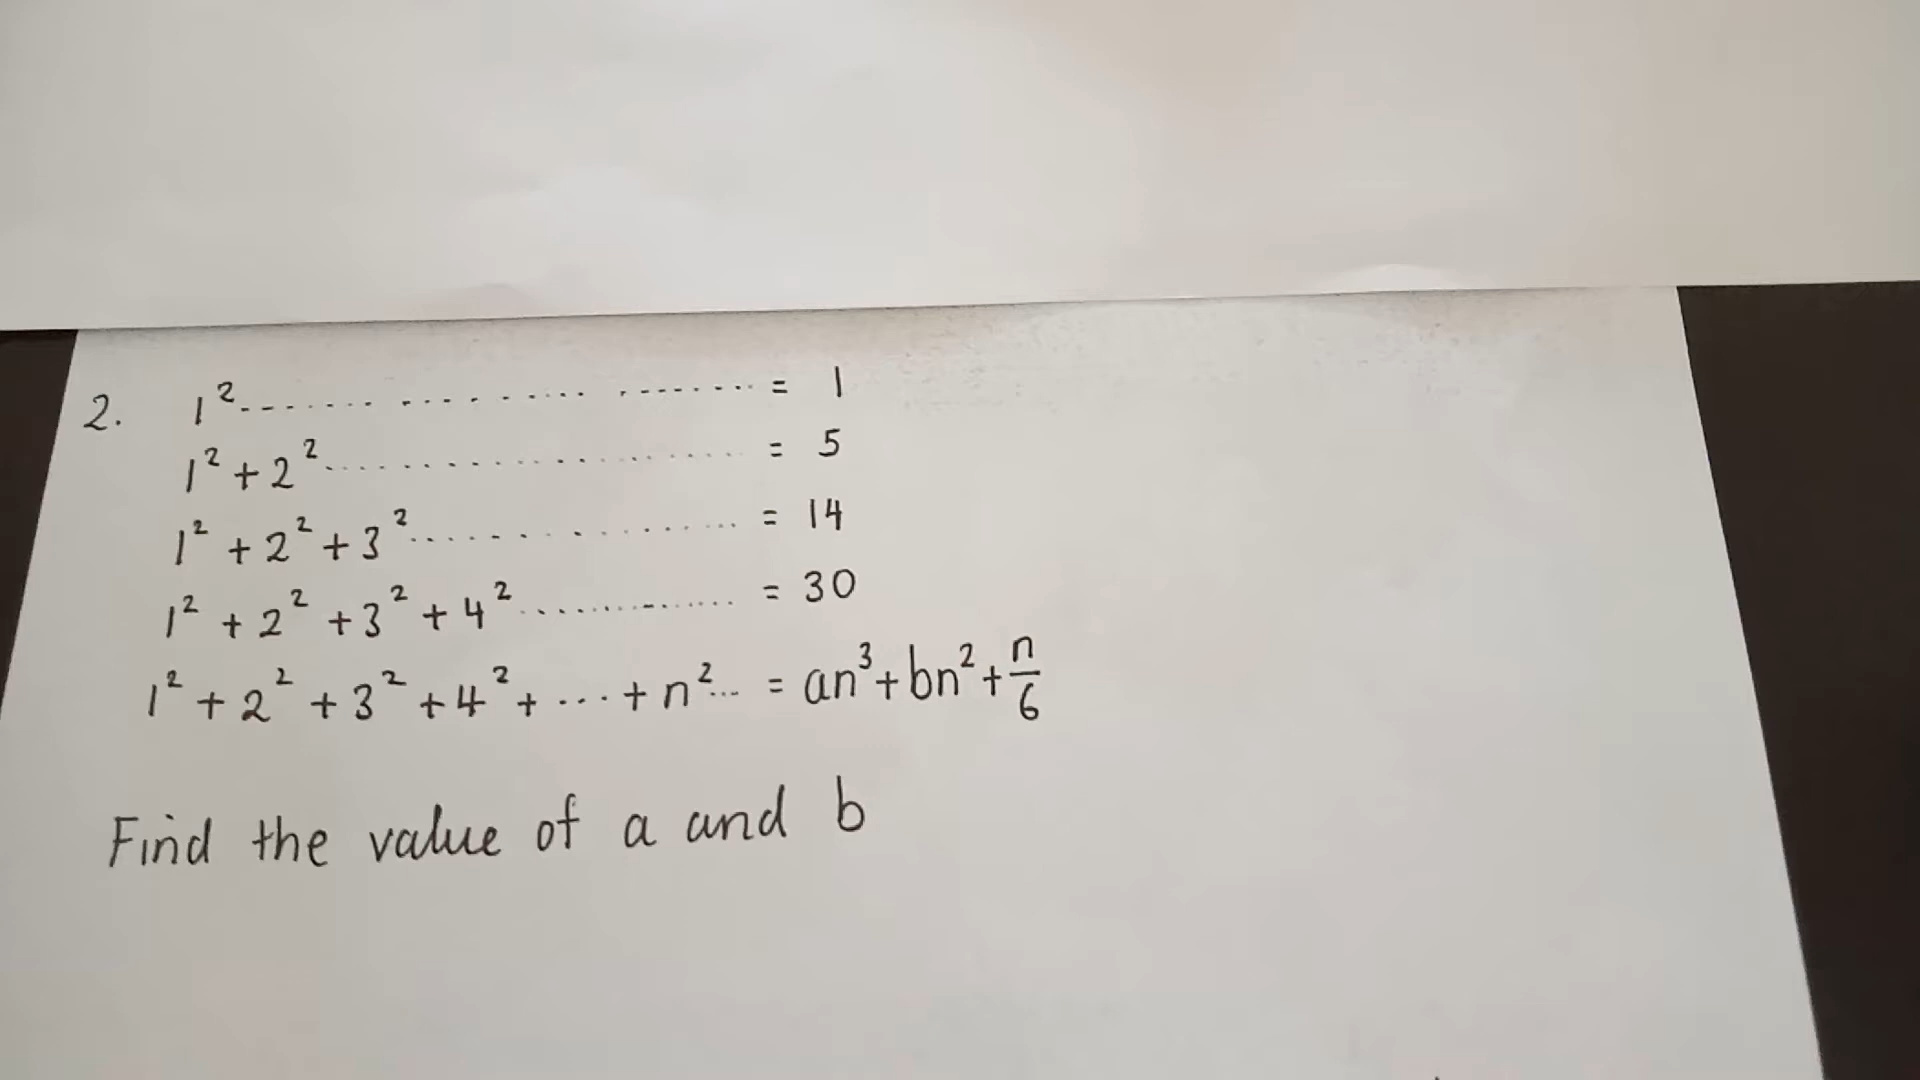 2. 1² ........................ = 1
1² + 2² ........................ = 5
1² + 2² + 3² .................. = 14
1² + 2² + 3² + 4² .............. = 30
1² + 2² + 3² + 4² + ... + n² ... = an³ + bn² + n/6
Find the value of a and b